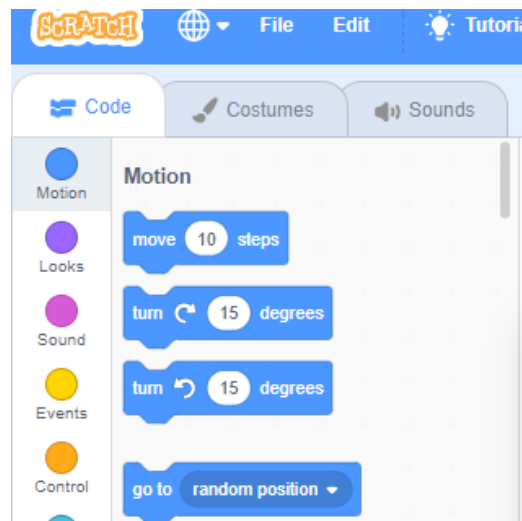 SCRATCH File Edit Tutoria
Code Costumes Sounds
Motion
Looks
Sound
Events
Control
Motion
move 10 steps
turn 15 degrees
turn 15 degrees
go to random position